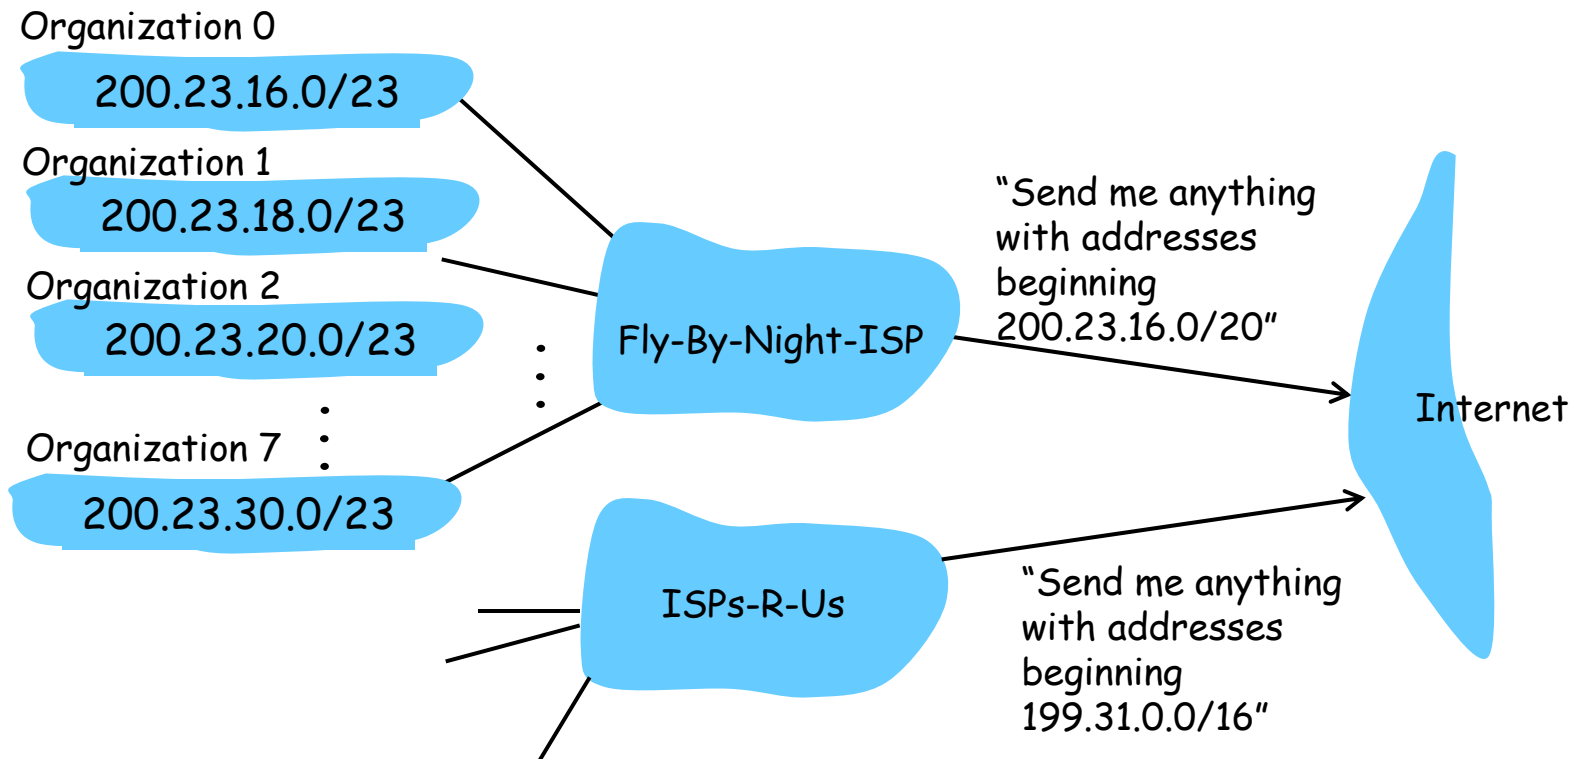 Organization 0
200.23.16.0/23
Organization 1
200.23.18.0/23
Organization 2
200.23.20.0/23
Organization 7
200.23.30.0/23
Fly-By-Night-ISP
“Send me anything
with addresses
beginning
200.23.16.0/20”
Internet
ISPs-R-Us
“Send me anything
with addresses
beginning
199.31.0.0/16”